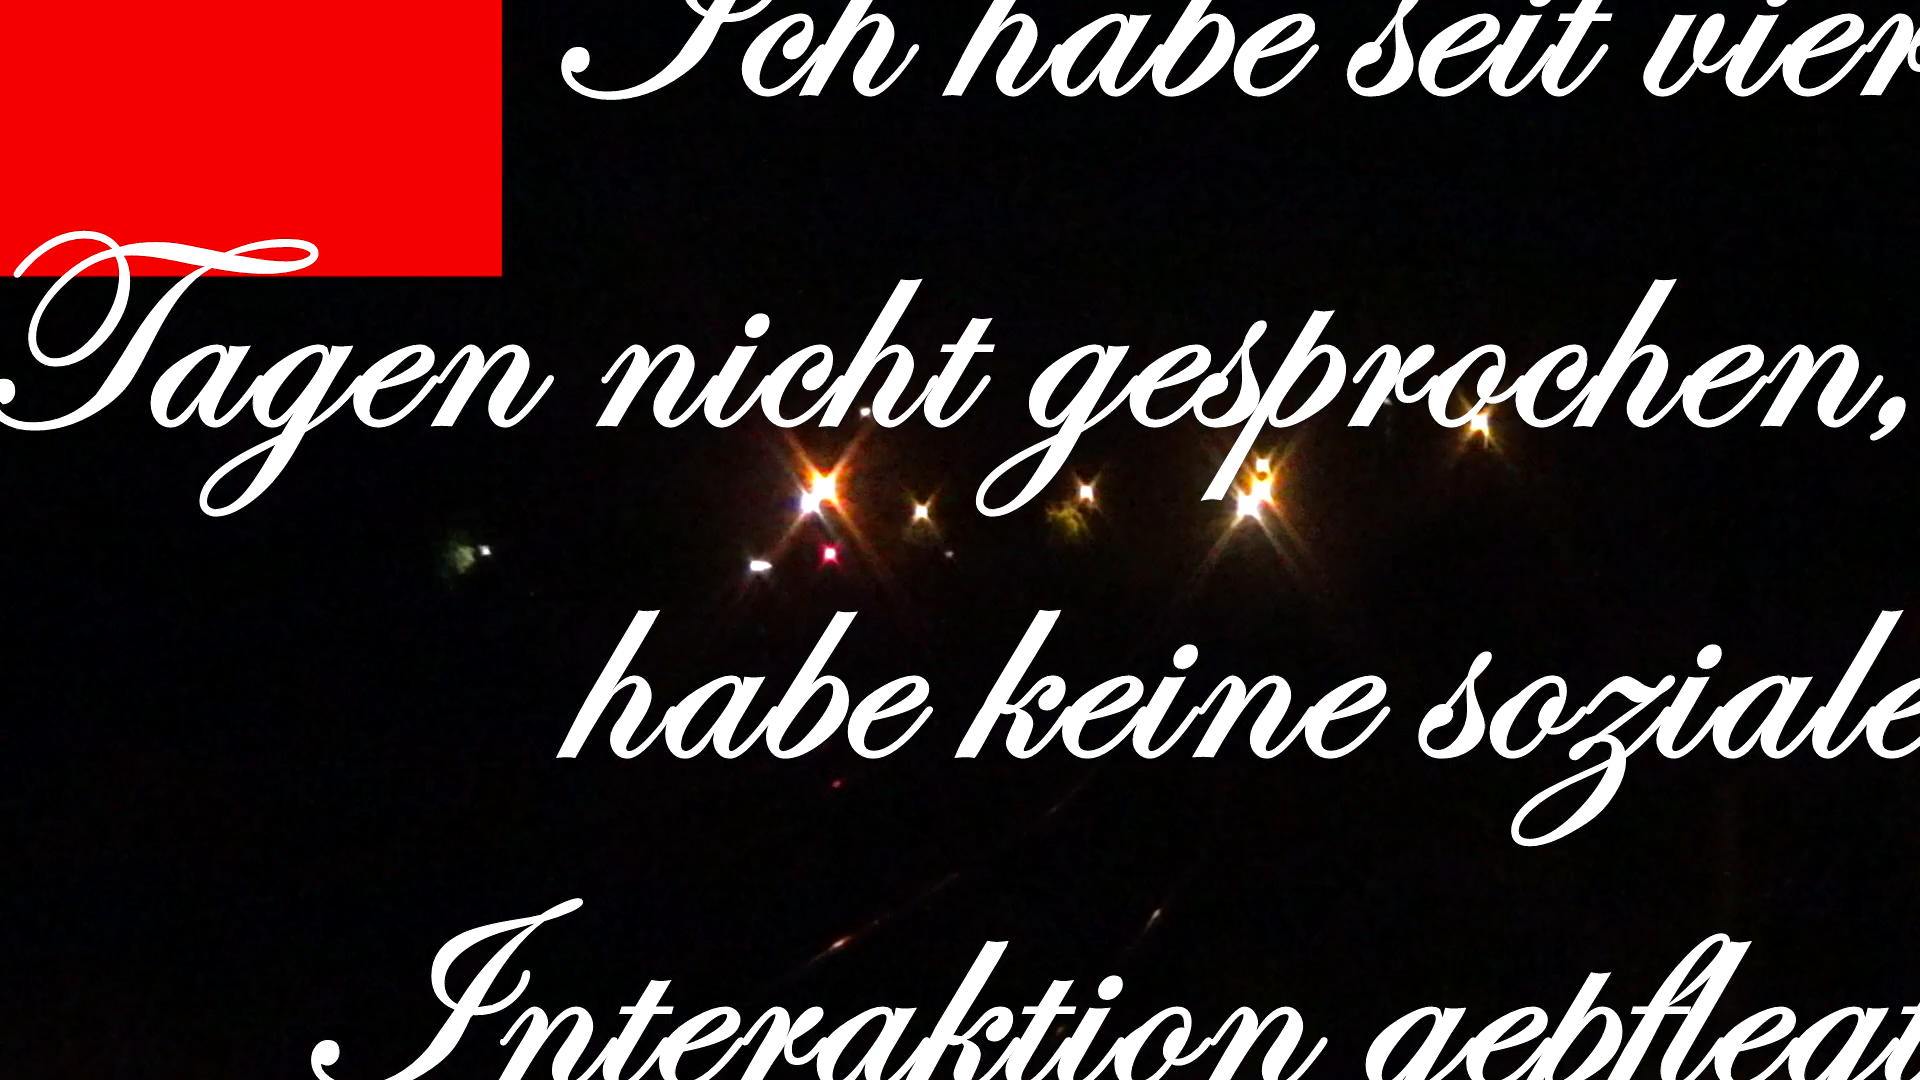 Ich habe seit vier
Tagen nicht gesprochen,
habe keine soziale
Interaktion gepflegt